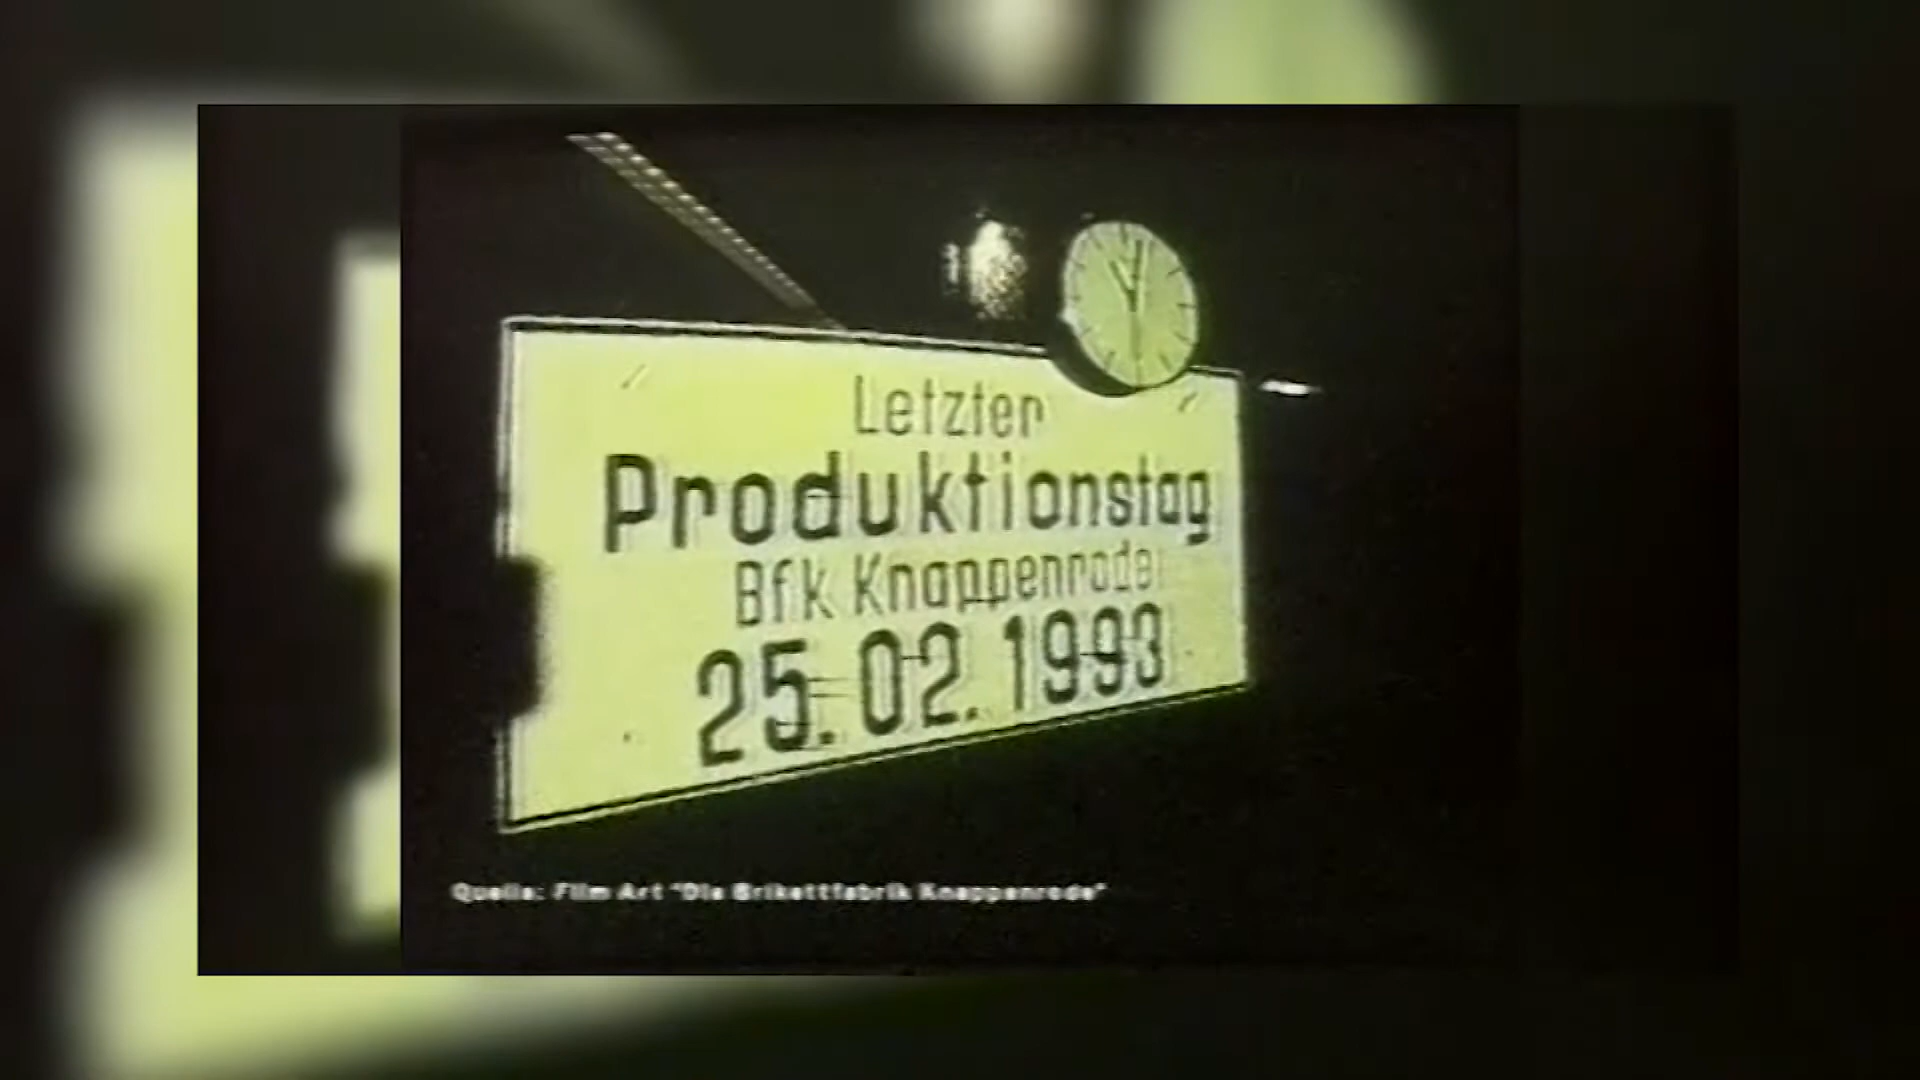 Letzter
Produktionstag
Bfk Knappenrode
25.02.1993
Quelle: Film Art "Die Brikettfabrik Knappenrode"